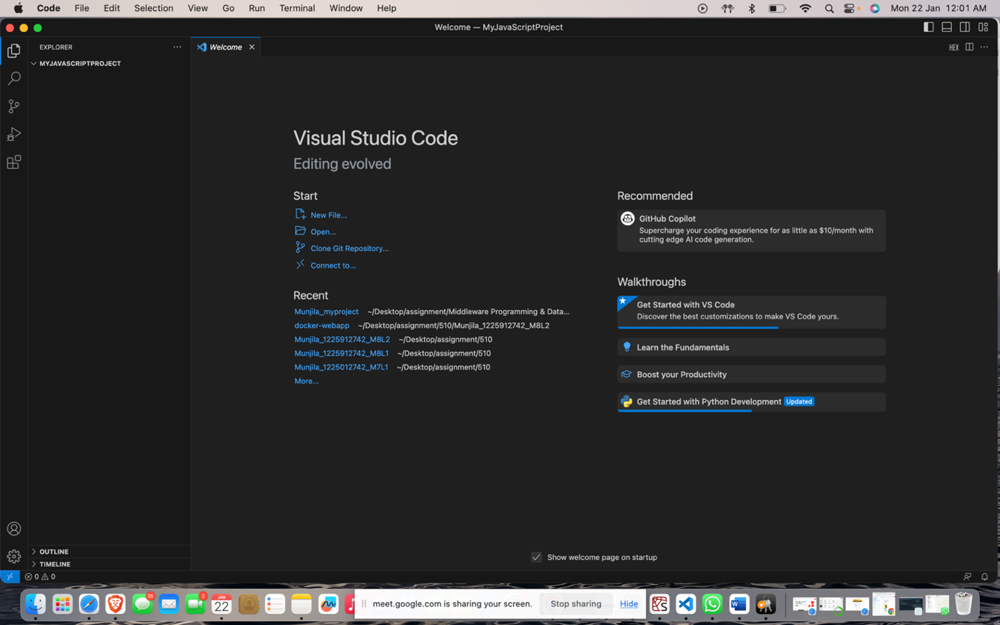 Code File Edit Selection View Go Run Terminal Window Help Mon 22 Jan 12:01 AM
Welcome — MyJavaScriptProject
EXPLORER
MYJAVASCRIPTPROJECT
OUTLINE
TIMELINE
Welcome
HEX
Visual Studio Code
Editing evolved
Start
New File...
Open...
Clone Git Repository...
Connect to...
Recent
Munjila_myproject ~/Desktop/assignment/Middleware Programming & Data...
docker-webapp ~/Desktop/assignment/510/Munjila_1225912742_M8L2
Munjila_1225912742_M8L2 ~/Desktop/assignment/510
Munjila_1225912742_M8L1 ~/Desktop/assignment/510
Munjila_1225012742_M7L1 ~/Desktop/assignment/510
More...
Recommended
GitHub Copilot
Supercharge your coding experience for as little as $10/month with
cutting edge AI code generation.
Walkthroughs
Get Started with VS Code
Discover the best customizations to make VS Code yours.
Learn the Fundamentals
Boost your Productivity
Get Started with Python Development Updated
Show welcome page on startup
0 0
35
2
JAN
22
meet.google.com is sharing your screen. Stop sharing Hide
W